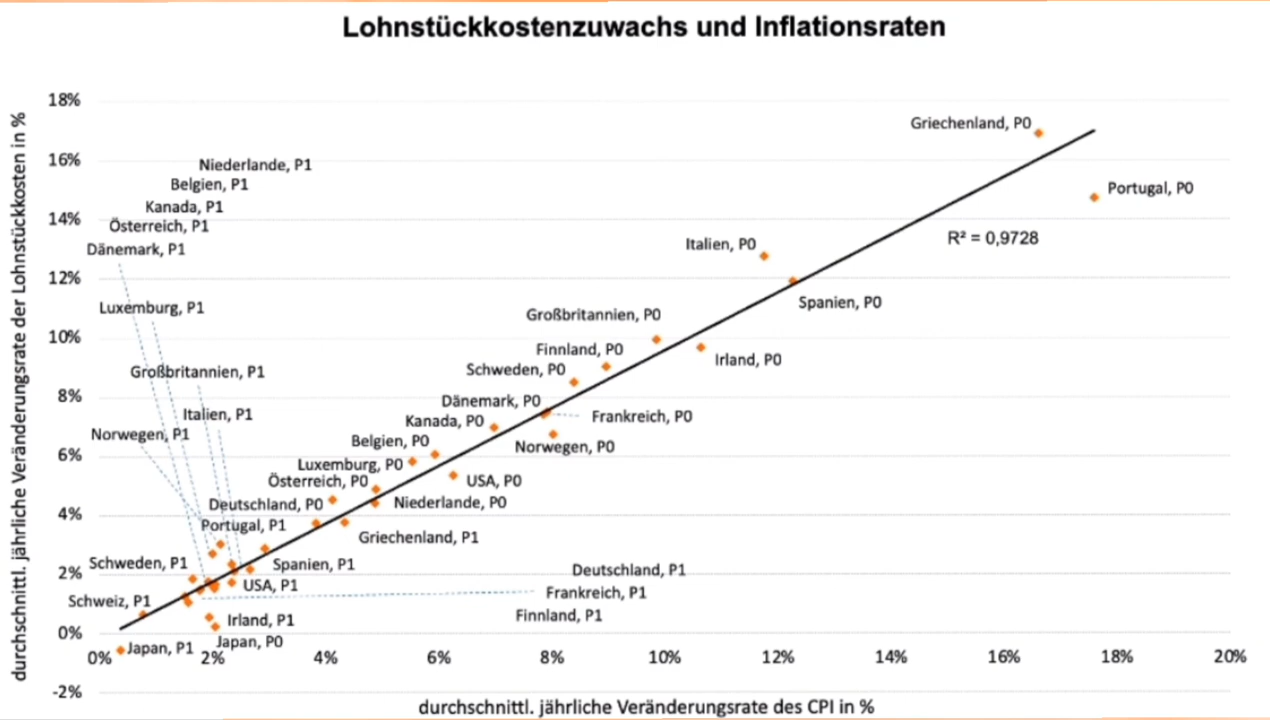 Lohnstückkostenzuwachs und Inflationsraten
durchschnittl. jährliche Veränderungsrate der Lohnstückkosten in %
18%
16%
14%
12%
10%
8%
6%
4%
2%
0%
-2%
Griechenland, P0
Portugal, P0
R² = 0,9728
Italien, P0
Spanien, P0
Großbritannien, P0
Irland, P0
Finnland, P0
Schweden, P0
Dänemark, P0
Frankreich, P0
Kanada, P0
Norwegen, P0
Belgien, P0
Luxemburg, P0
USA, P0
Österreich, P0
Niederlande, P0
Deutschland, P0
Portugal, P1
Griechenland, P1
Niederlande, P1
Belgien, P1
Kanada, P1
Österreich, P1
Dänemark, P1
Luxemburg, P1
Großbritannien, P1
Italien, P1
Norwegen, P1
Schweden, P1
Spanien, P1
USA, P1
Deutschland, P1
Frankreich, P1
Finnland, P1
Schweiz, P1
Irland, P1
Japan, P0
Japan, P1
0%
2%
4%
6%
8%
10%
12%
14%
16%
18%
20%
durchschnittl. jährliche Veränderungsrate des CPI in %